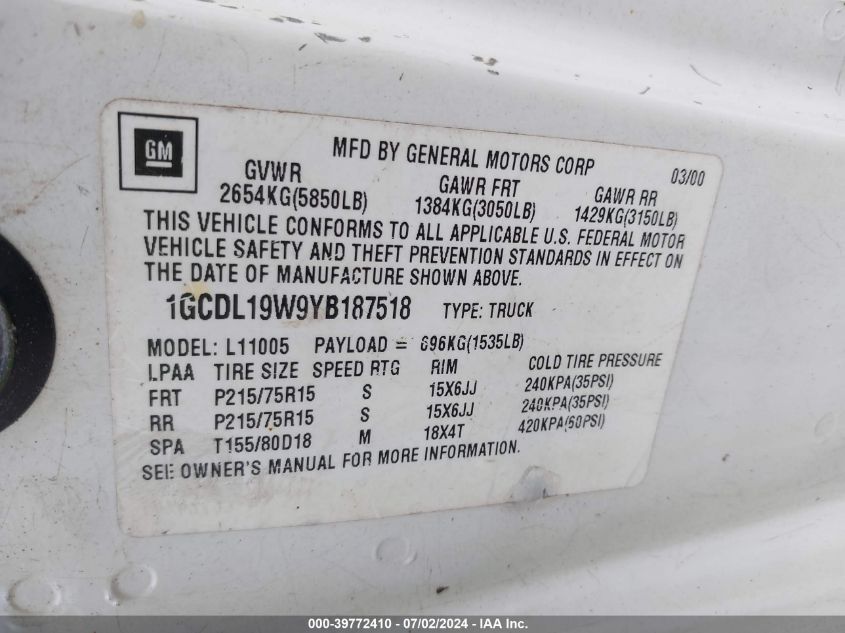 GM
MFD BY GENERAL MOTORS CORP 03/00
GVWR GAWR FRT GAWR RR
2654KG(5850LB) 1384KG(3050LB) 1429KG(3150LB)
THIS VEHICLE CONFORMS TO ALL APPLICABLE U.S. FEDERAL MOTOR
VEHICLE SAFETY AND THEFT PREVENTION STANDARDS IN EFFECT ON
THE DATE OF MANUFACTURE SHOWN ABOVE.
1GCDL19W9YB187518 TYPE: TRUCK
MODEL: L11005 PAYLOAD = 696KG(1535LB)
LPAA TIRE SIZE SPEED RTG RIM COLD TIRE PRESSURE
FRT P215/75R15 S 15X6JJ 240KPA(35PSI)
RR P215/75R15 S 15X6JJ 240KPA(35PSI)
SPA T155/80D18 M 18X4T 420KPA(60PSI)
SEE OWNER'S MANUAL FOR MORE INFORMATION.
000-39772410 - 07/02/2024 - IAA Inc.